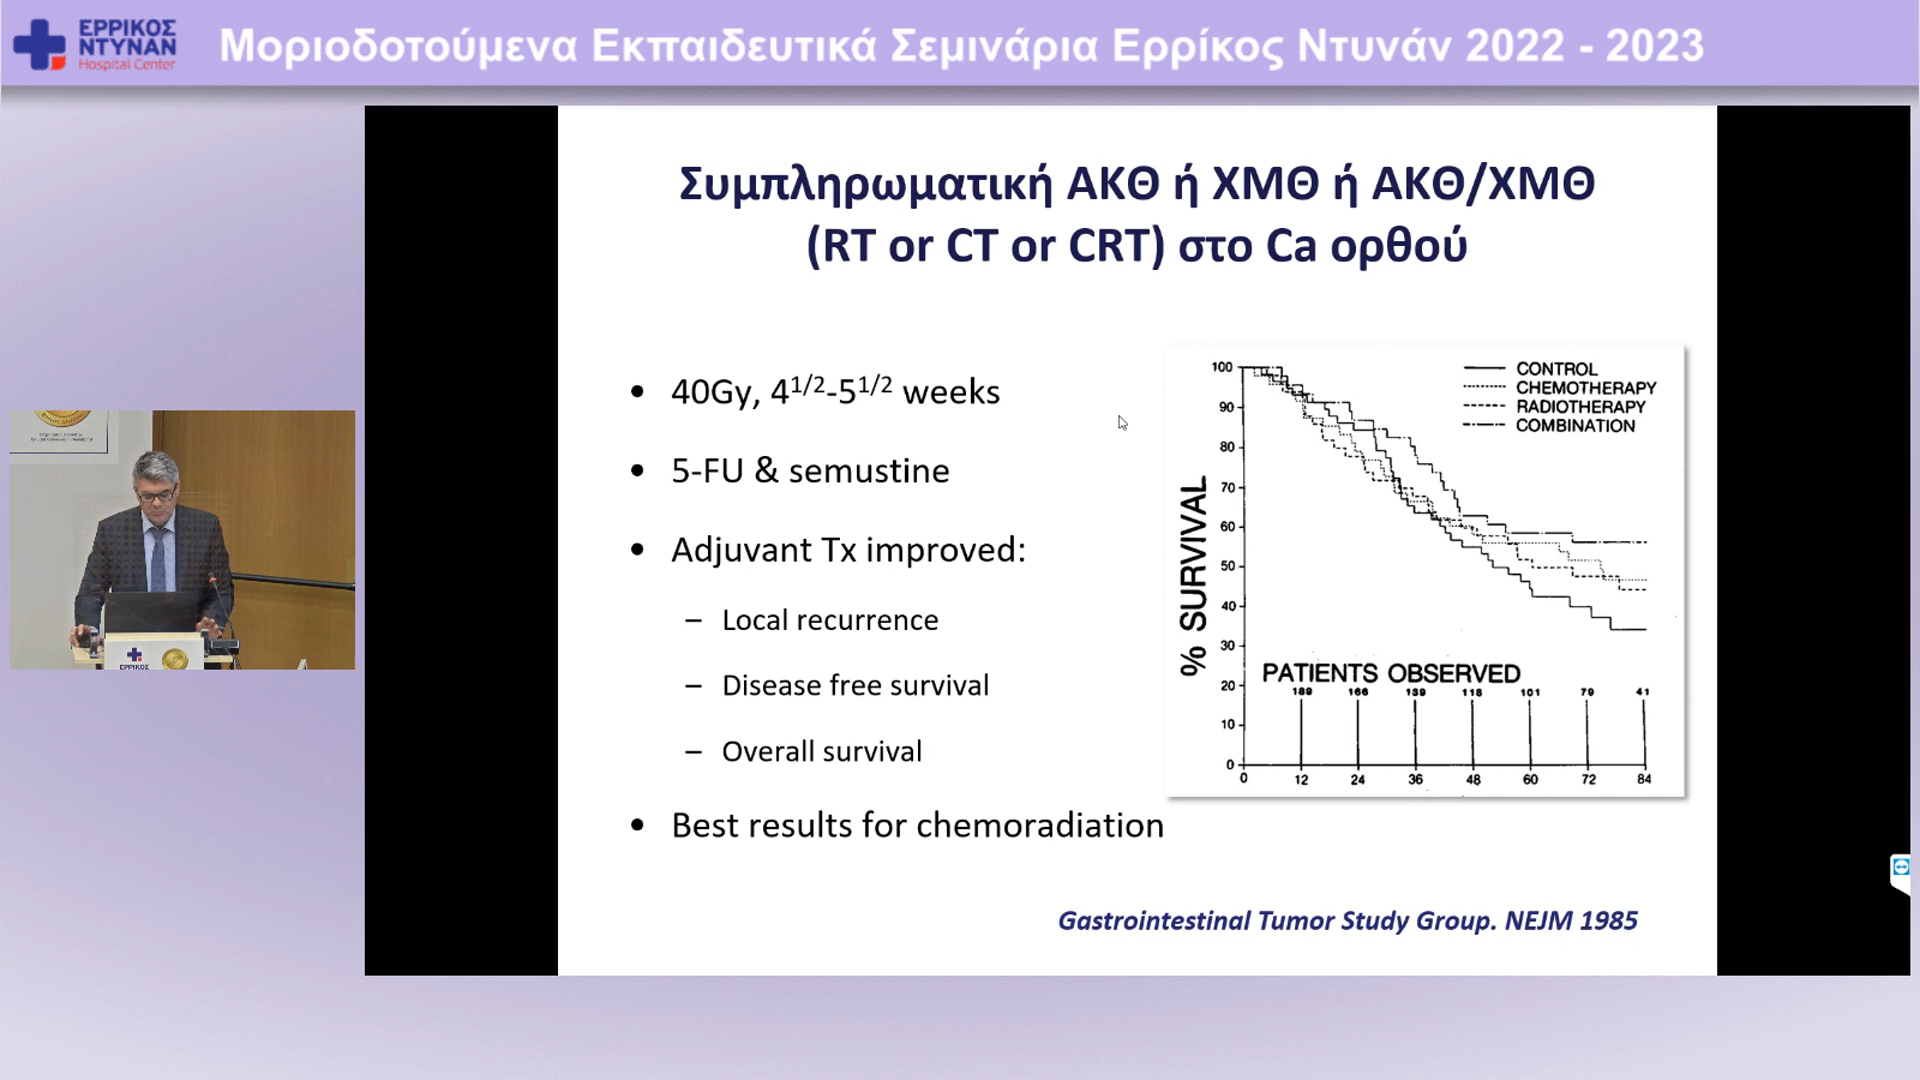 ΕΡΡΙΚΟΣ
ΝΤΥΝΑΝ
Hospital Center
Μοριοδοτούμενα Εκπαιδευτικά Σεμινάρια Ερρίκος Ντυνάν 2022 - 2023
Συμπληρωματική ΑΚΘ ή ΧΜΘ ή ΑΚΘ/ΧΜΘ
(RT or CT or CRT) στο Ca ορθού
• 40Gy, 41/2-51/2 weeks
• 5-FU & semustine
• Adjuvant Tx improved:
– Local recurrence
– Disease free survival
– Overall survival
• Best results for chemoradiation
CONTROL
CHEMOTHERAPY
RADIOTHERAPY
COMBINATION
% SURVIVAL
100
90
80
70
60
50
40
30
20
10
0
PATIENTS OBSERVED
189 166 139 118 101 79 41
0 12 24 36 48 60 72 84
Gastrointestinal Tumor Study Group. NEJM 1985
ΕΡΡΙΚΟΣ